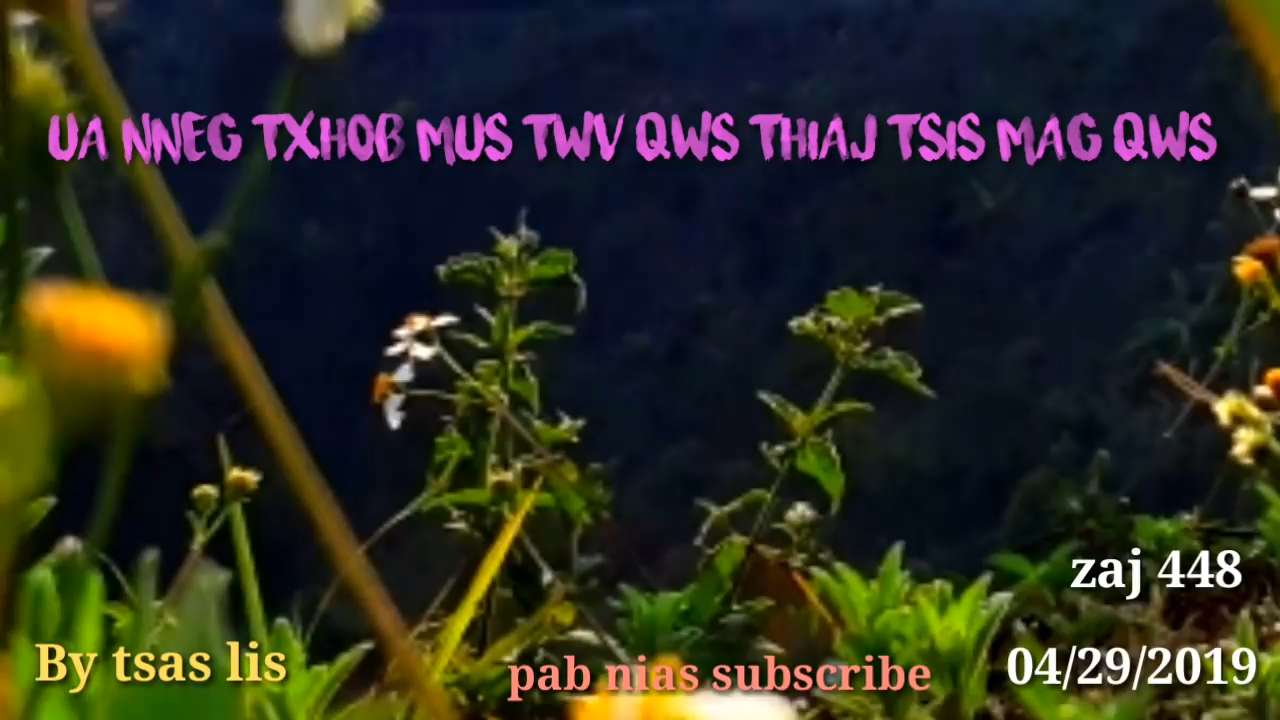 UA NNEG TXHOB MUS TWV QWS THIAJ TSIS MAG QWS
zaj 448
By tsas lis
pab nias subscribe
04/29/2019